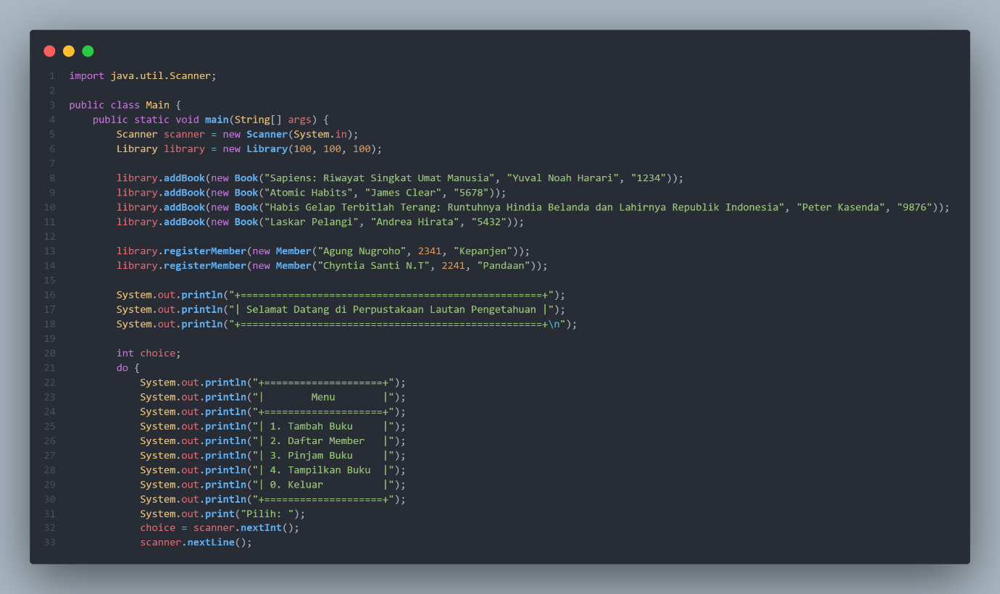 1 import java.util.Scanner;
2
3 public class Main {
4     public static void main(String[] args) {
5         Scanner scanner = new Scanner(System.in);
6         Library library = new Library(100, 100, 100);
7
8         library.addBook(new Book("Sapiens: Riwayat Singkat Umat Manusia", "Yuval Noah Harari", "1234"));
9         library.addBook(new Book("Atomic Habits", "James Clear", "5678"));
10         library.addBook(new Book("Habis Gelap Terbitlah Terang: Runtuhnya Hindia Belanda dan Lahirnya Republik Indonesia", "Peter Kasenda", "9876"));
11         library.addBook(new Book("Laskar Pelangi", "Andrea Hirata", "5432"));
12
13         library.registerMember(new Member("Agung Nugroho", 2341, "Kepanjen"));
14         library.registerMember(new Member("Chyntia Santi N.T", 2241, "Pandaan"));
15
16         System.out.println("+===================================================+");
17         System.out.println("| Selamat Datang di Perpustakaan Lautan Pengetahuan |");
18         System.out.println("+===================================================+\n");
19
20         int choice;
21         do {
22             System.out.println("+====================+");
23             System.out.println("|        Menu        |");
24             System.out.println("+====================+");
25             System.out.println("| 1. Tambah Buku     |");
26             System.out.println("| 2. Daftar Member   |");
27             System.out.println("| 3. Pinjam Buku     |");
28             System.out.println("| 4. Tampilkan Buku  |");
29             System.out.println("| 0. Keluar          |");
30             System.out.println("+====================+");
31             System.out.print("Pilih: ");
32             choice = scanner.nextInt();
33             scanner.nextLine();